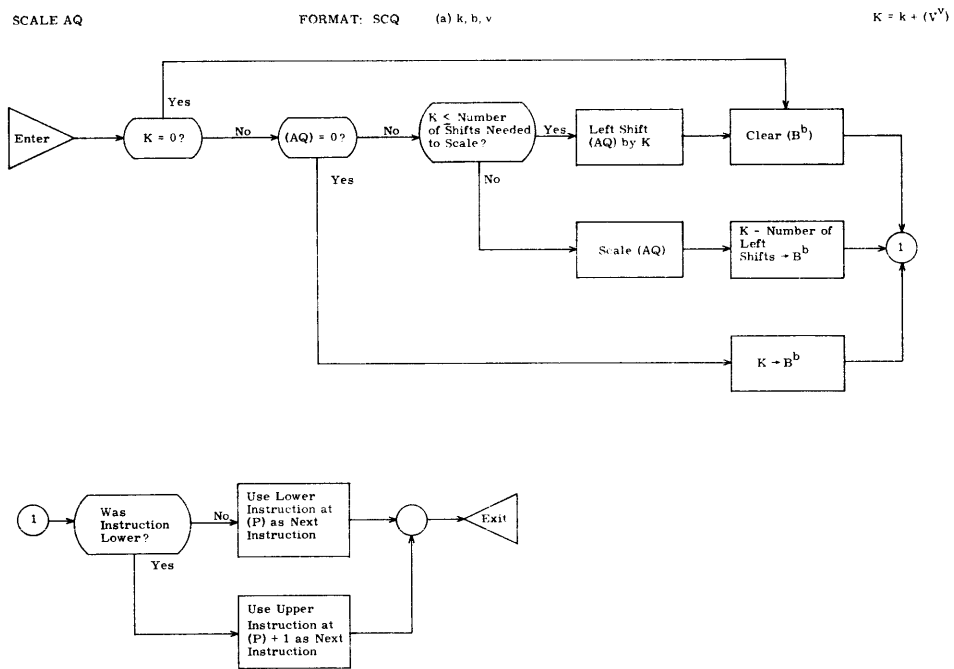 SCALE AQ
FORMAT: SCQ (a) k, b, v
K = k + (V^v)
Enter
K = 0?
Yes
No
(AQ) = 0?
No
Yes
K ≤ Number
of Shifts Needed
to Scale?
Yes
No
Left Shift
(AQ) by K
Clear (B^b)
Scale (AQ)
K - Number of
Left
Shifts → B^b
1
K → B^b
1
Was
Instruction
Lower?
No
Yes
Use Lower
Instruction at
(P) as Next
Instruction
Exit
Use Upper
Instruction at
(P) + 1 as Next
Instruction